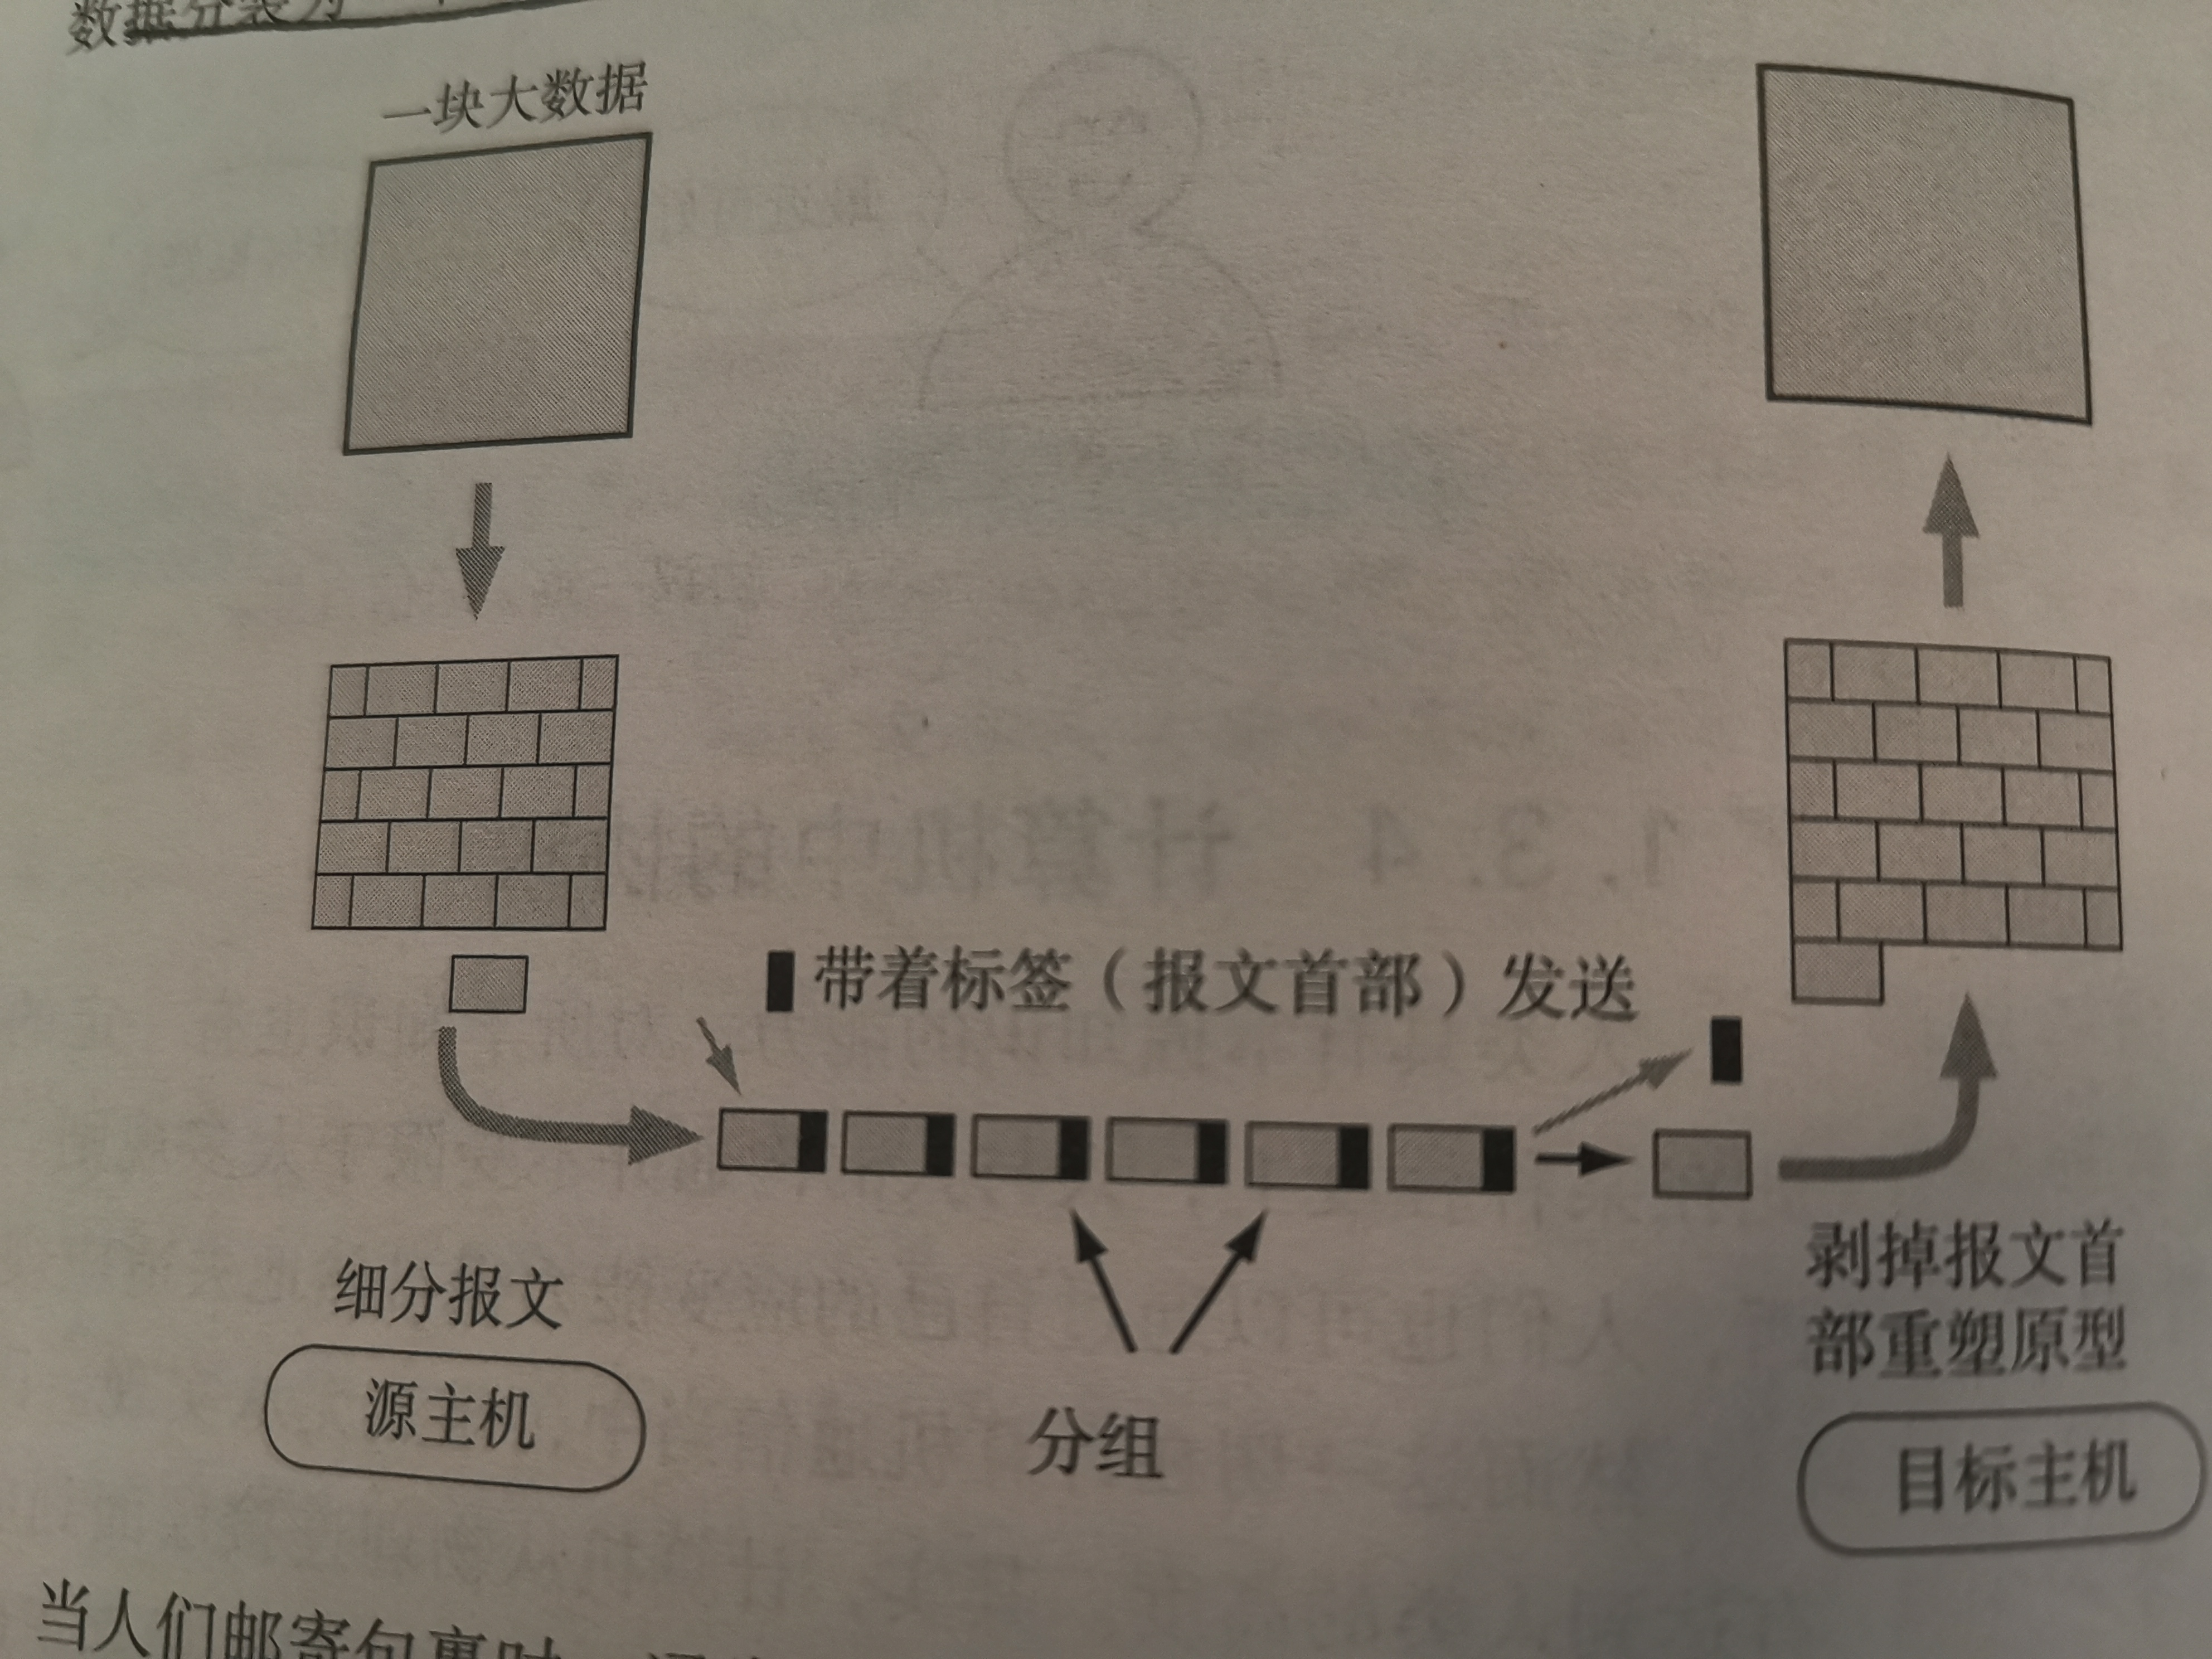 数据分装为
一块大数据
带着标签（报文首部）发送
细分报文
源主机
分组
剥掉报文首
部重塑原型
目标主机
当人们邮寄包裹时